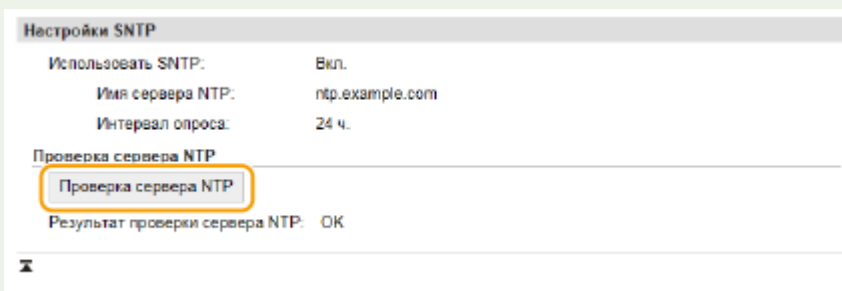 Настройки SNTP
Использовать SNTP: Вкл.
Имя сервера NTP: ntp.example.com
Интервал опроса: 24 ч.
Проверка сервера NTP
Проверка сервера NTP
Результат проверки сервера NTP: OK